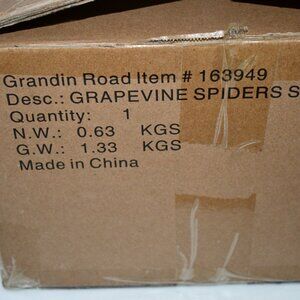 Grandin Road Item # 163949
Desc.: GRAPEVINE SPIDERS S
Quantity: 1
N.W.: 0.63 KGS
G.W.: 1.33 KGS
Made in China